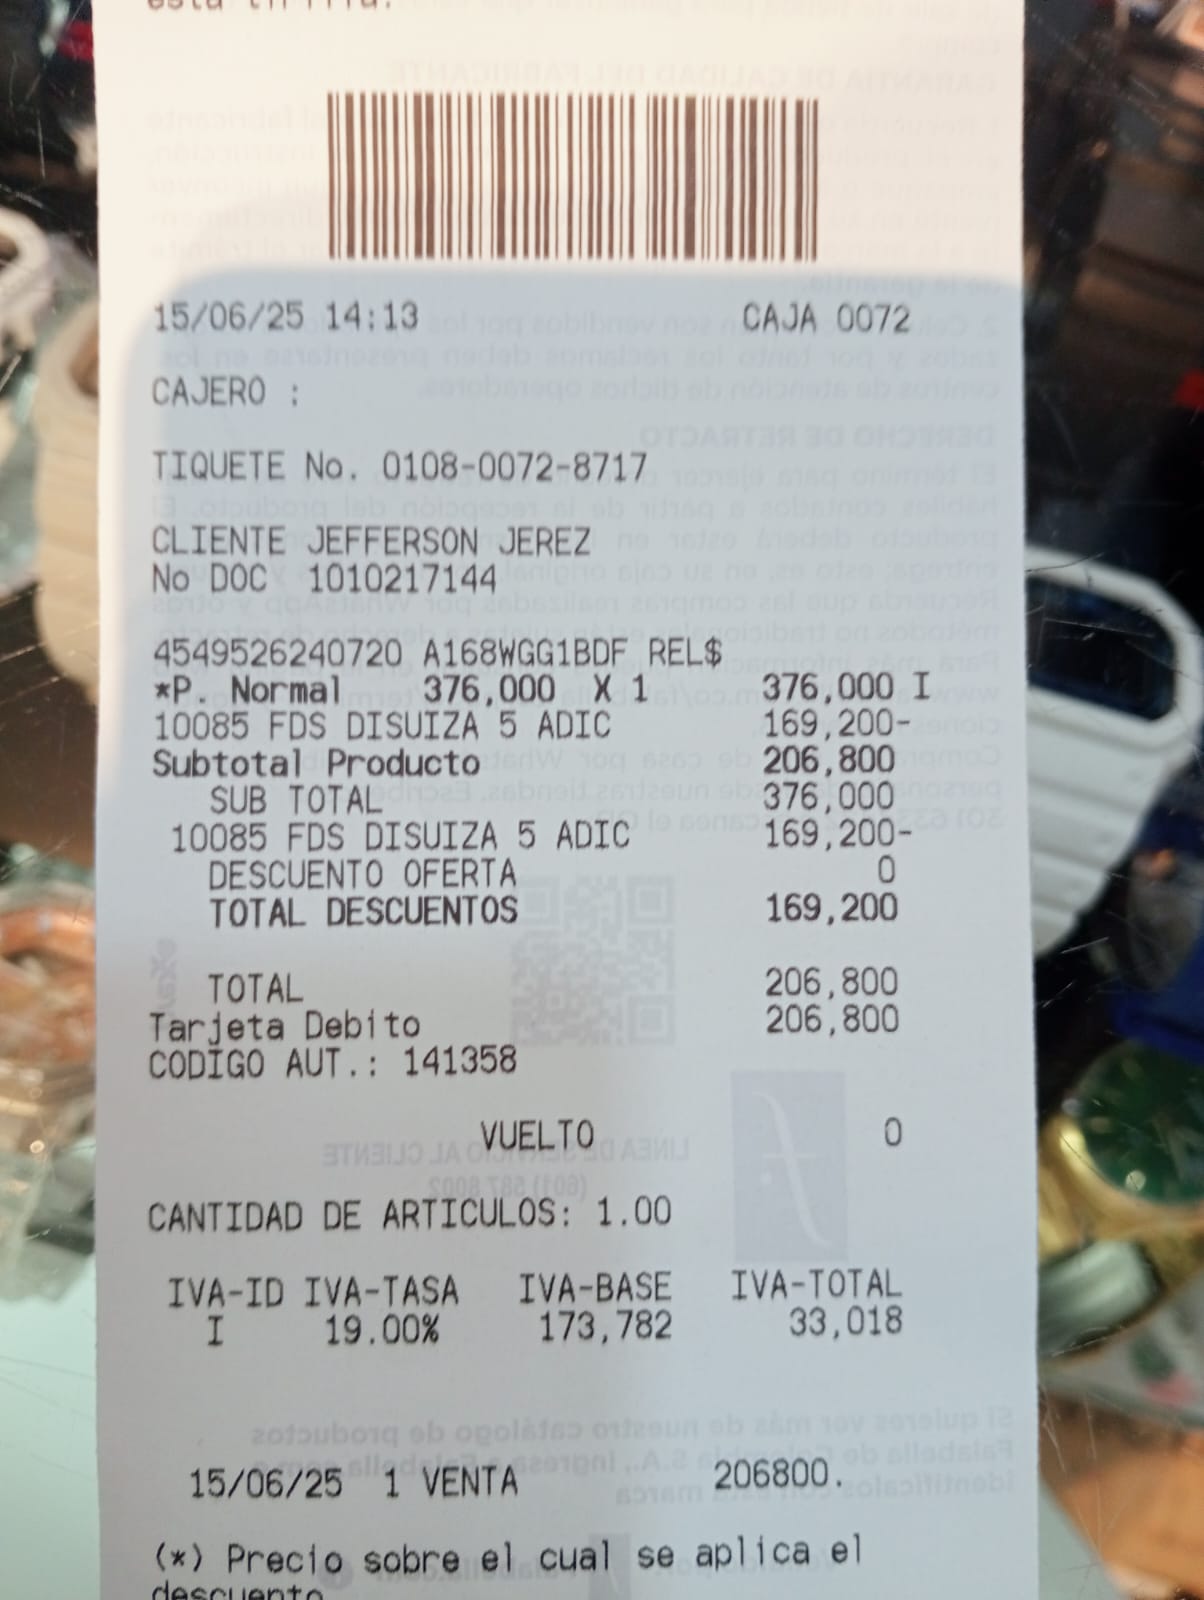 esta tirilla.
15/06/25 14:13 CAJA 0072
CAJERO :
TIQUETE No. 0108-0072-8717
CLIENTE JEFFERSON JEREZ
No DOC 1010217144
4549526240720 A168WGG1BDF REL$
*P. Normal 376,000 X 1 376,000 I
10085 FDS DISUIZA 5 ADIC 169,200-
Subtotal Producto 206,800
SUB TOTAL 376,000
10085 FDS DISUIZA 5 ADIC 169,200-
DESCUENTO OFERTA 0
TOTAL DESCUENTOS 169,200
TOTAL 206,800
Tarjeta Debito 206,800
CODIGO AUT.: 141358
VUELTO 0
CANTIDAD DE ARTICULOS: 1.00
IVA-ID IVA-TASA IVA-BASE IVA-TOTAL
I 19.00% 173,782 33,018
15/06/25 1 VENTA 206800.
(*) Precio sobre el cual se aplica el
descuento